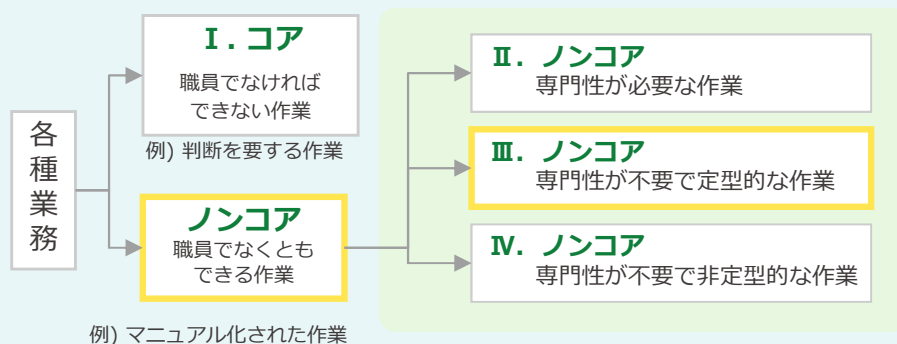 各種業務
Ⅰ. コア
職員でなければ
できない作業
例) 判断を要する作業
ノンコア
職員でなくとも
できる作業
例) マニュアル化された作業
Ⅱ. ノンコア
専門性が必要な作業
Ⅲ. ノンコア
専門性が不要で定型的な作業
Ⅳ. ノンコア
専門性が不要で非定型的な作業